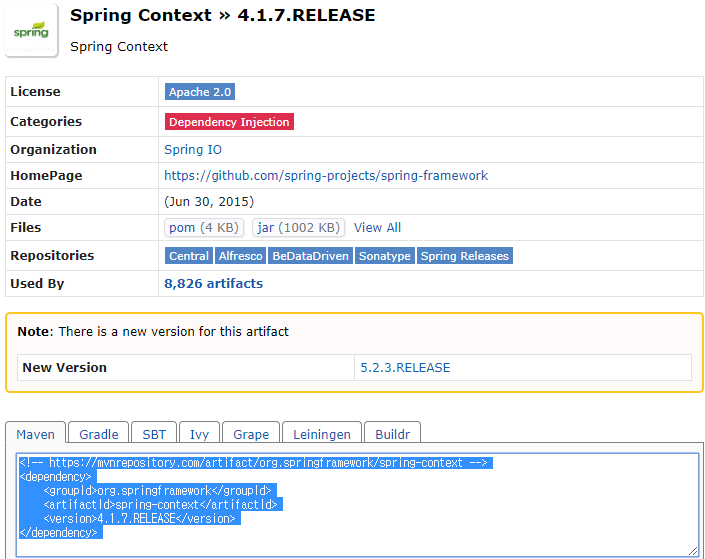 spring
Spring Context » 4.1.7.RELEASE
Spring Context
License Apache 2.0
Categories Dependency Injection
Organization Spring IO
HomePage https://github.com/spring-projects/spring-framework
Date (Jun 30, 2015)
Files pom (4 KB) jar (1002 KB) View All
Repositories Central Alfresco BeDataDriven Sonatype Spring Releases
Used By 8,826 artifacts
Note: There is a new version for this artifact
New Version 5.2.3.RELEASE
Maven Gradle SBT Ivy Grape Leiningen Buildr
<!-- https://mvnrepository.com/artifact/org.springframework/spring-context -->
<dependency>
    <groupId>org.springframework</groupId>
    <artifactId>spring-context</artifactId>
    <version>4.1.7.RELEASE</version>
</dependency>